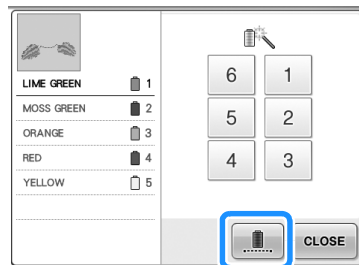 LIME GREEN 1
MOSS GREEN 2
ORANGE 3
RED 4
YELLOW 5
6 1
5 2
4 3
CLOSE